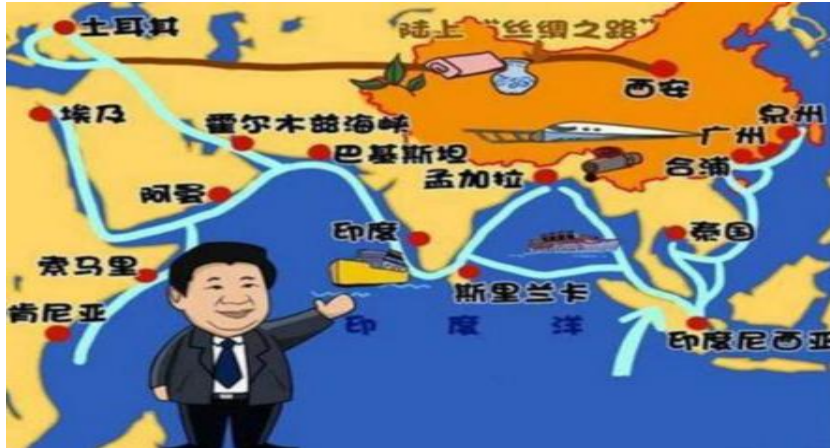 土耳其
陆上“丝绸之路”
西安
埃及
霍尔木兹海峡
巴基斯坦
泉州
广州
合浦
孟加拉
阿曼
印度
泰国
索马里
斯里兰卡
肯尼亚
印度洋
印度尼西亚